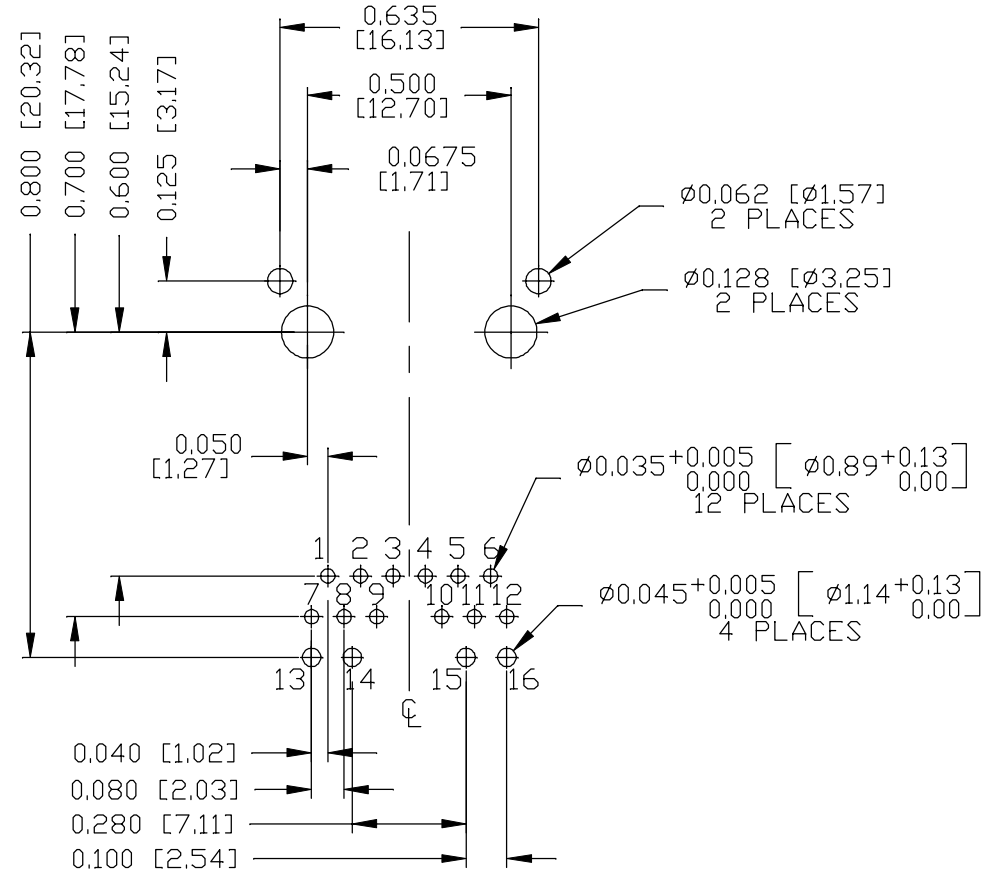 0.635
[16.13]
0.500
[12.70]
0.0675
[1.71]
0.800 [20.32]
0.700 [17.78]
0.600 [15.24]
0.125 [3.17]
Ø0.062 [Ø1.57]
2 PLACES
Ø0.128 [Ø3.25]
2 PLACES
0.050
[1.27]
Ø0.035+0.005 [ Ø0.89+0.13 ]
0.000 0.00
12 PLACES
1 2 3 4 5 6
7 8 9 10 11 12
Ø0.045+0.005 [ Ø1.14+0.13 ]
0.000 0.00
4 PLACES
13 14 15 16
℄
0.040 [1.02]
0.080 [2.03]
0.280 [7.11]
0.100 [2.54]